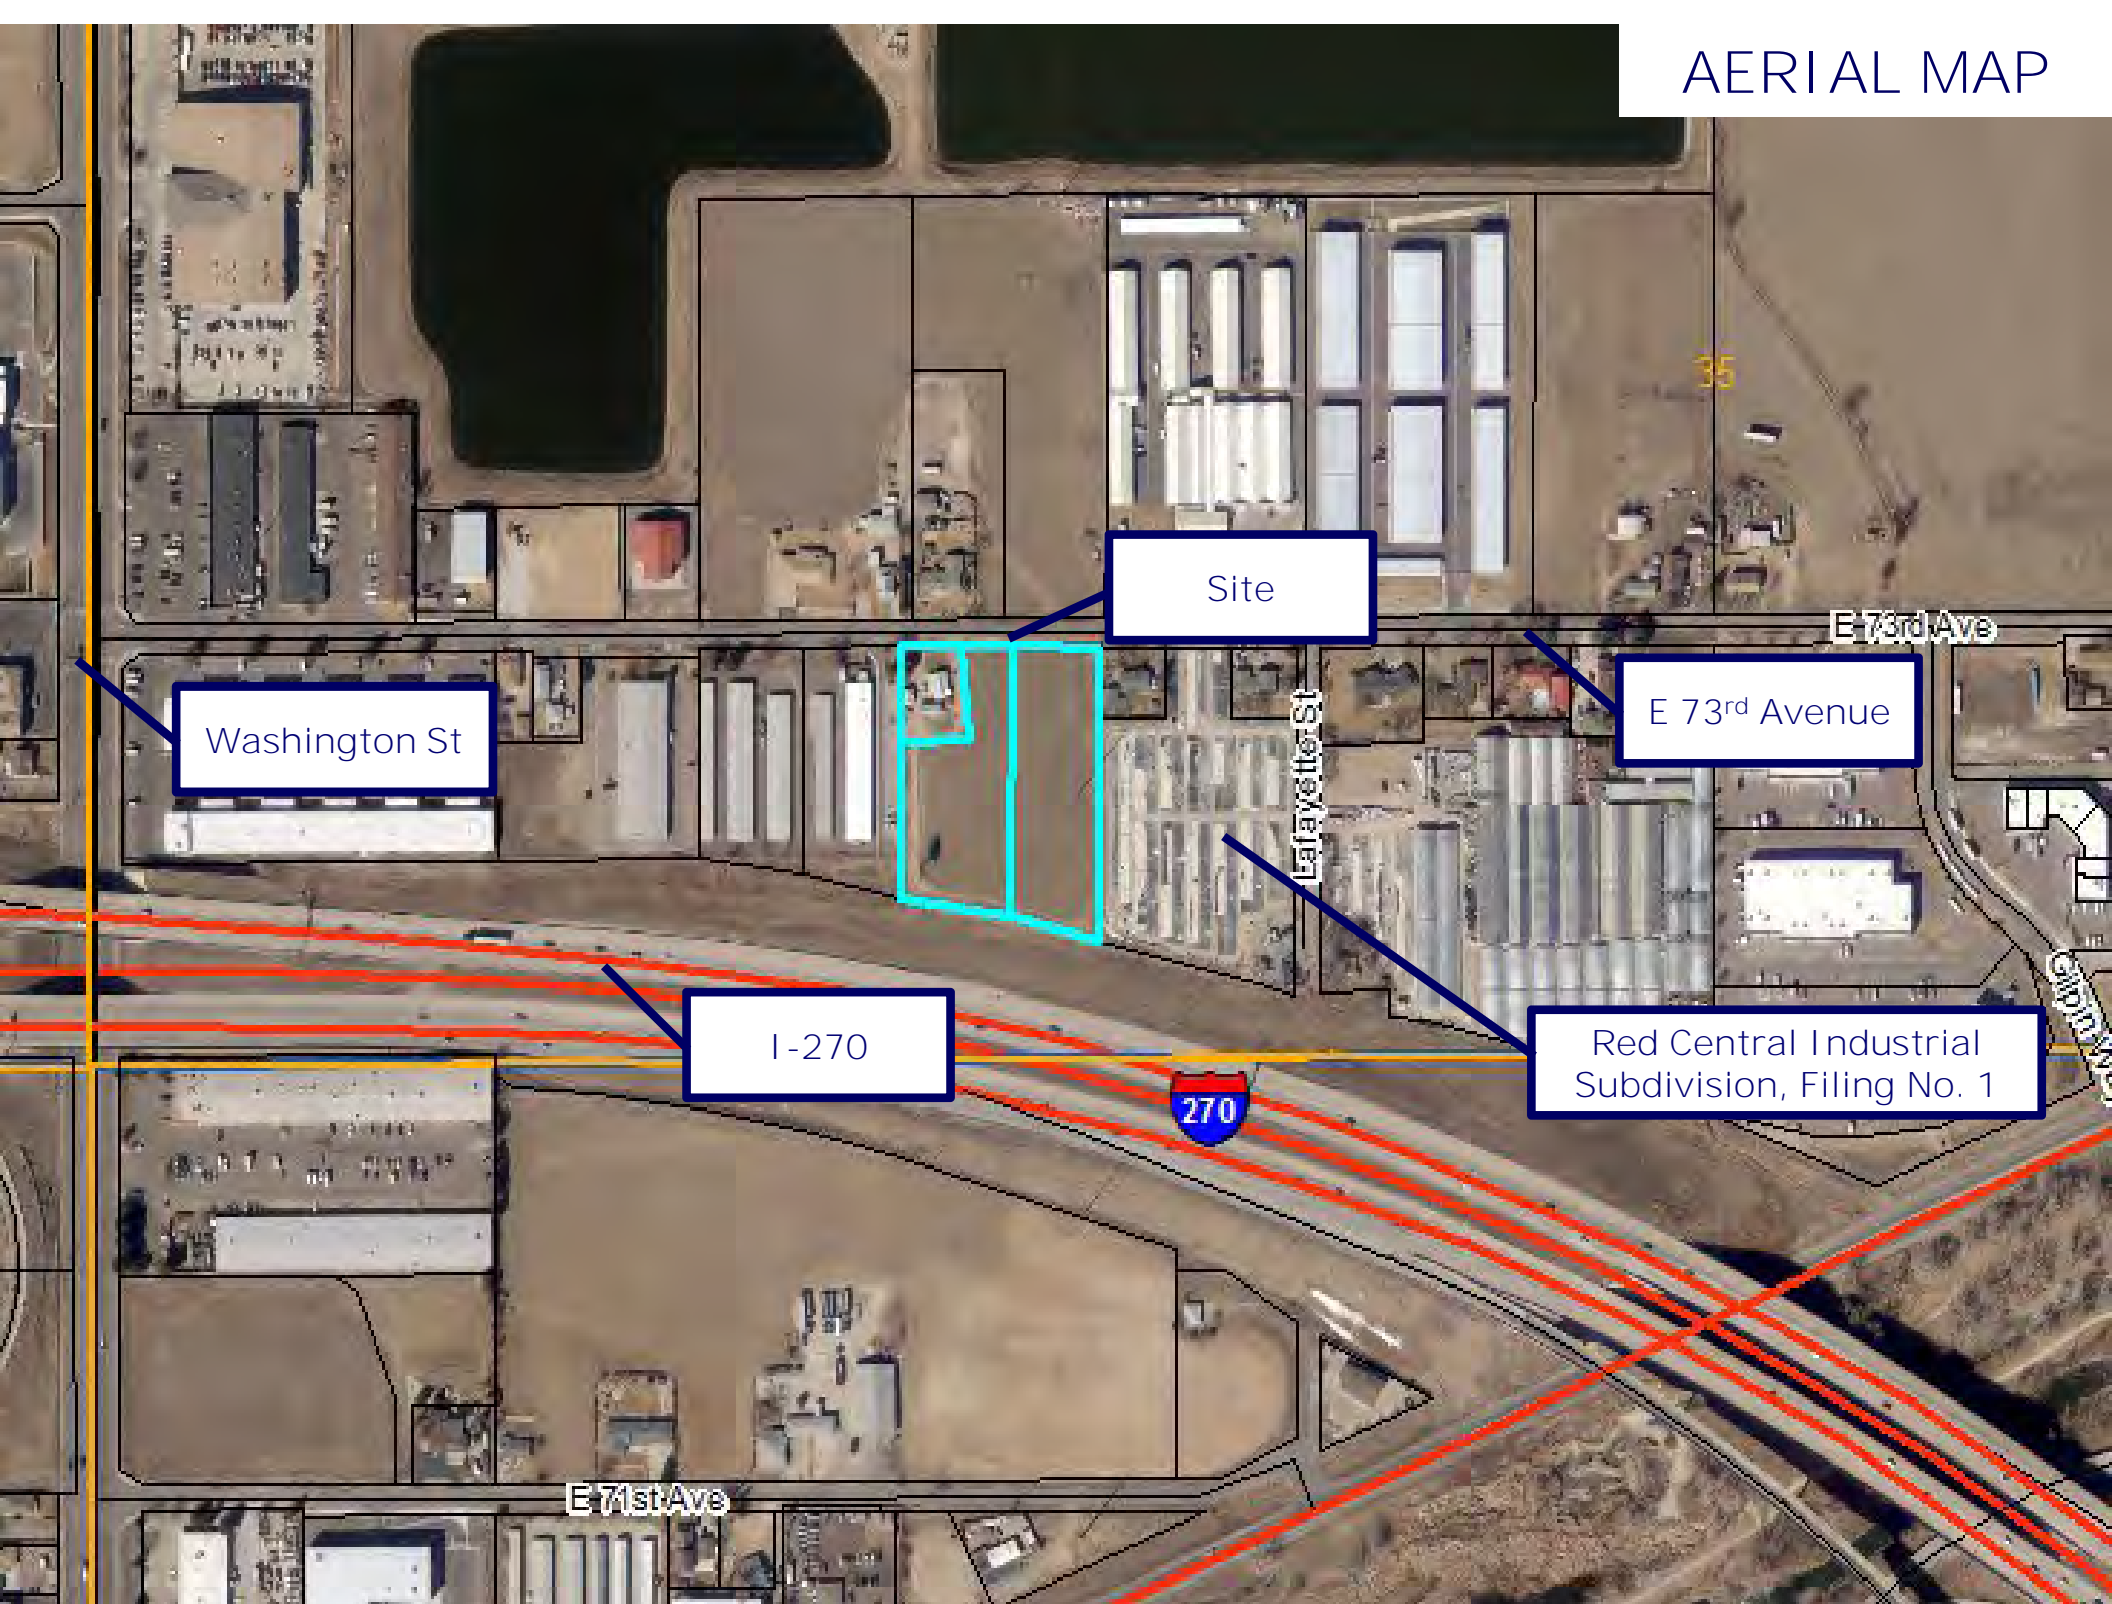 AERIAL MAP
35
Site
E 73rd Ave
E 73rd Avenue
Washington St
Lafayette St
I-270
Red Central Industrial
Subdivision, Filing No. 1
270
Gilpin
E 71st Ave